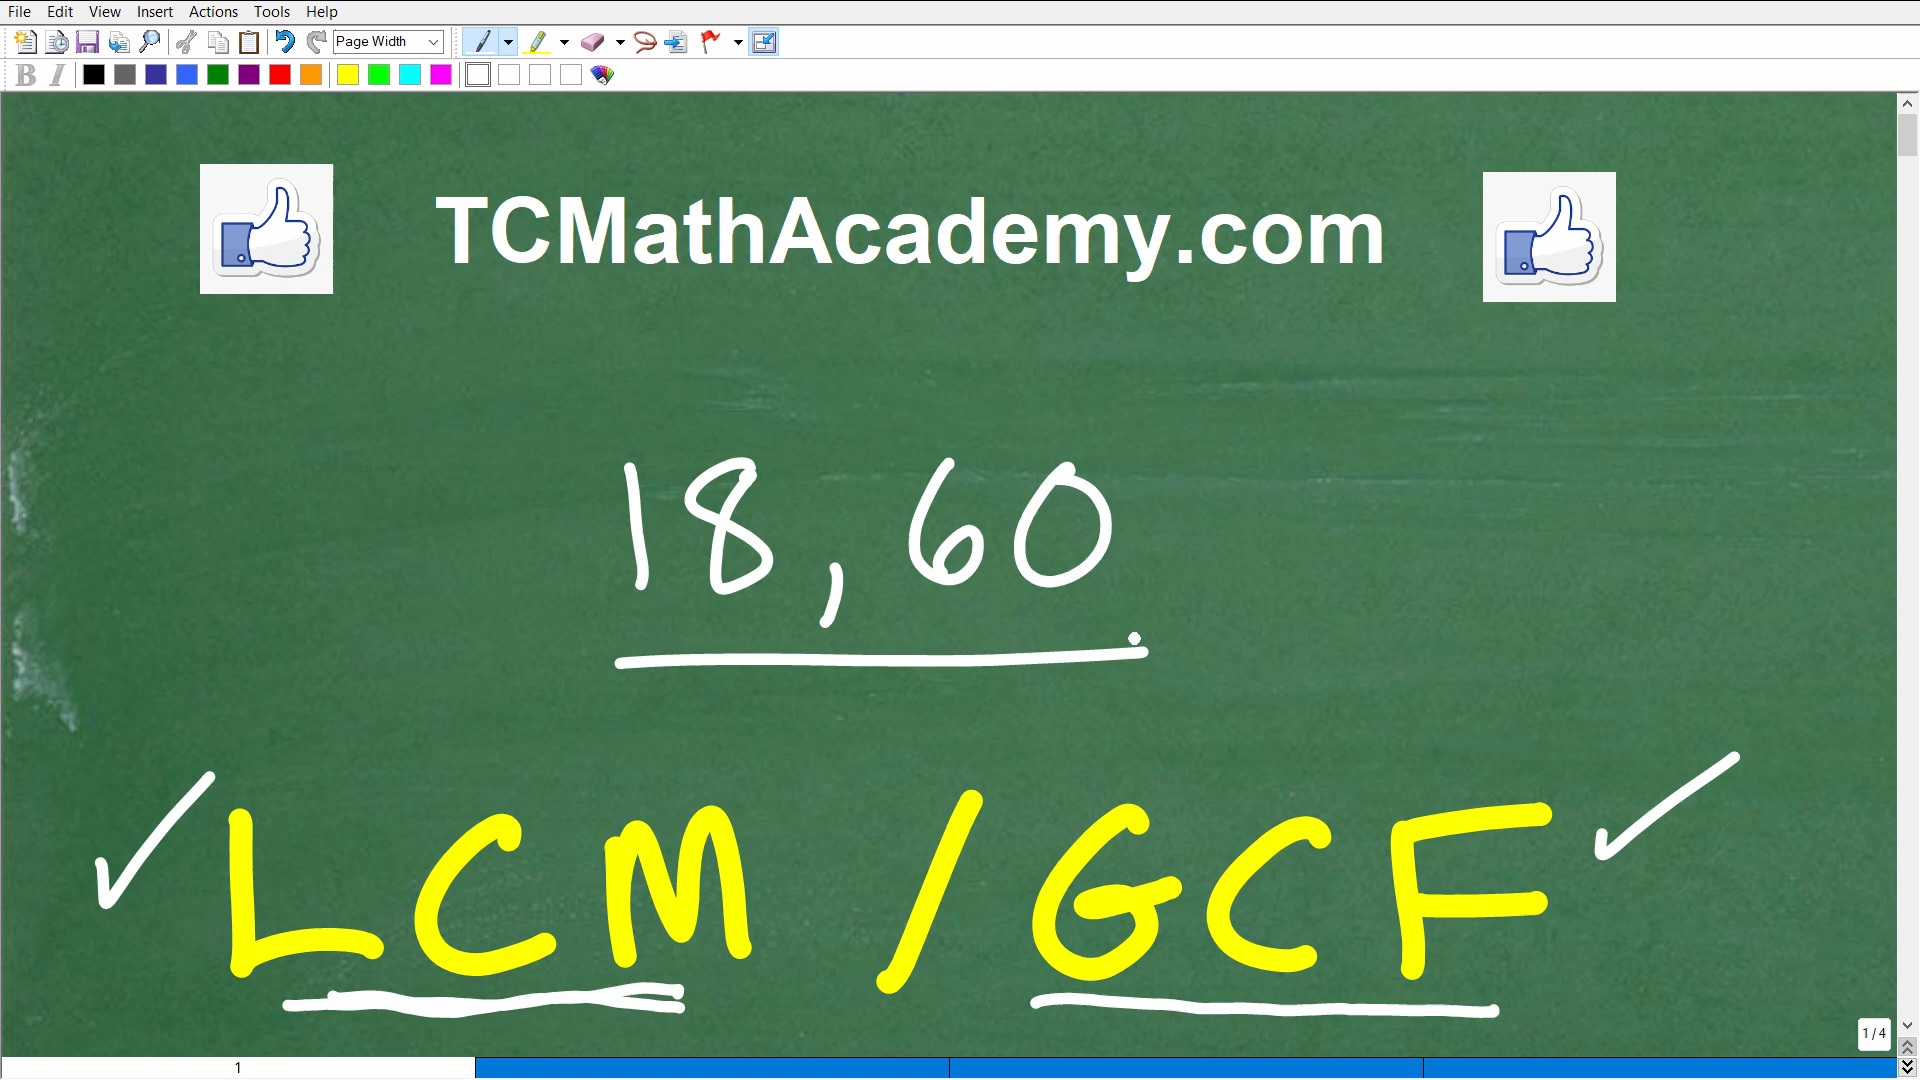 File Edit View Insert Actions Tools Help
Page Width
B I
TCMathAcademy.com
18, 60
LCM / GCF
1 / 4
1